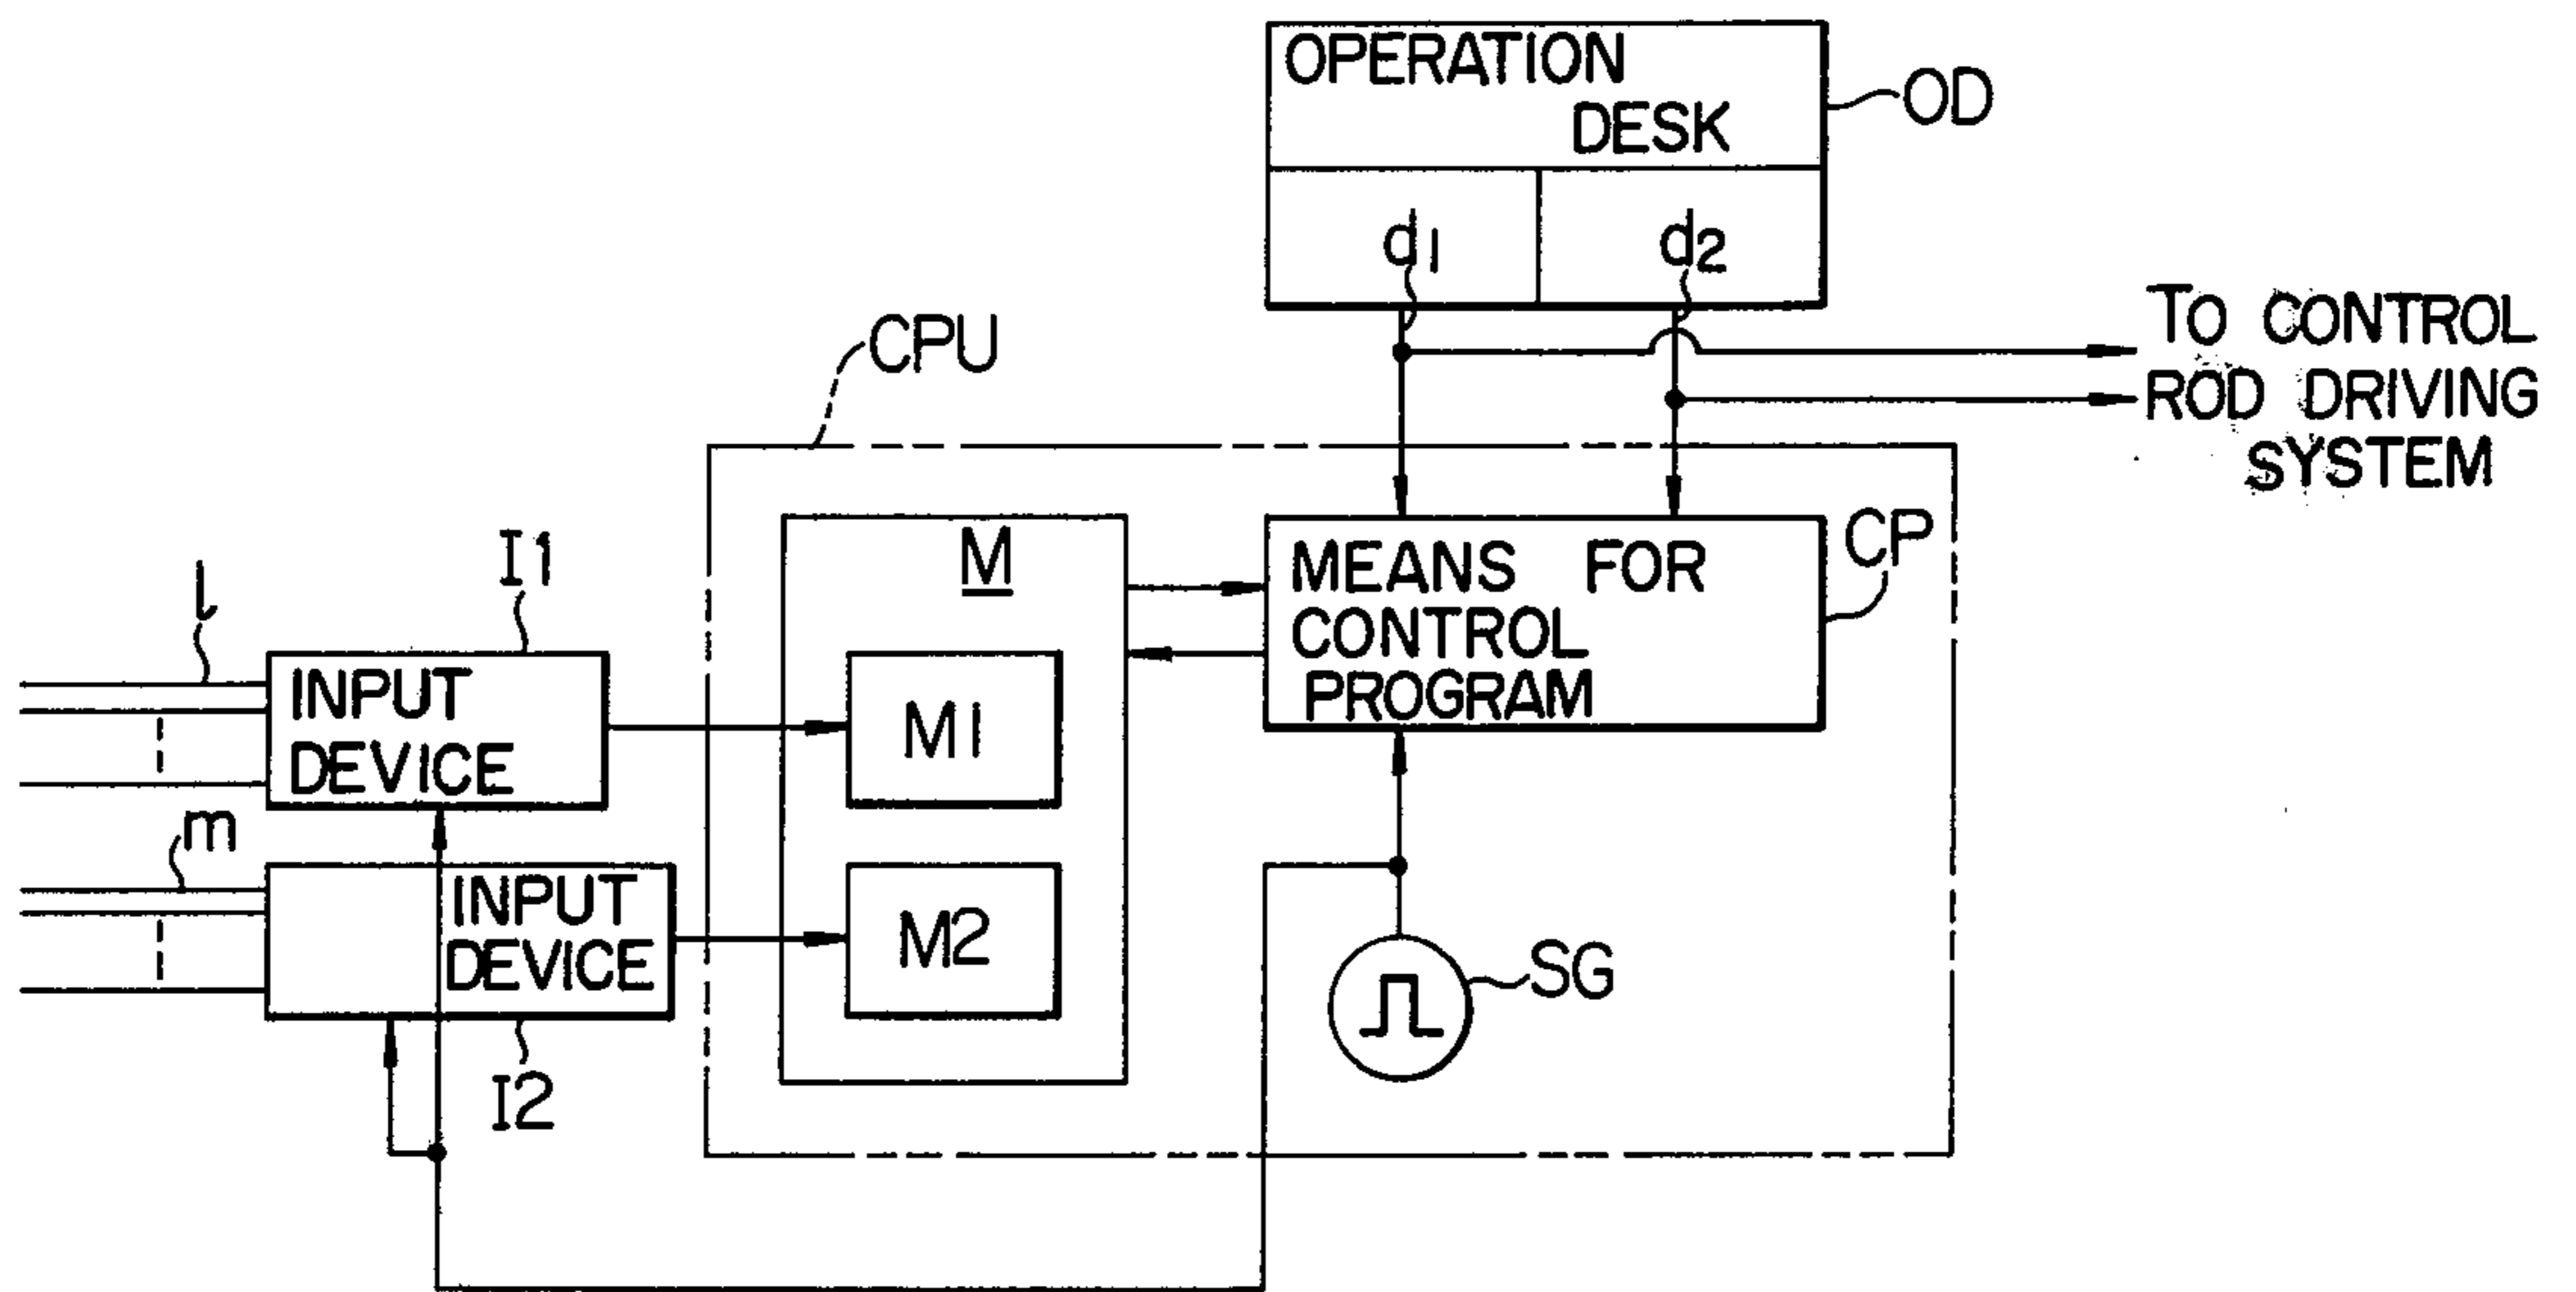 OPERATION
DESK
OD
d1
d2
TO CONTROL
ROD DRIVING
SYSTEM
CPU
M
MEANS FOR
CONTROL
PROGRAM
CP
I1
l
INPUT
DEVICE
M1
m
INPUT
DEVICE
M2
SG
I2